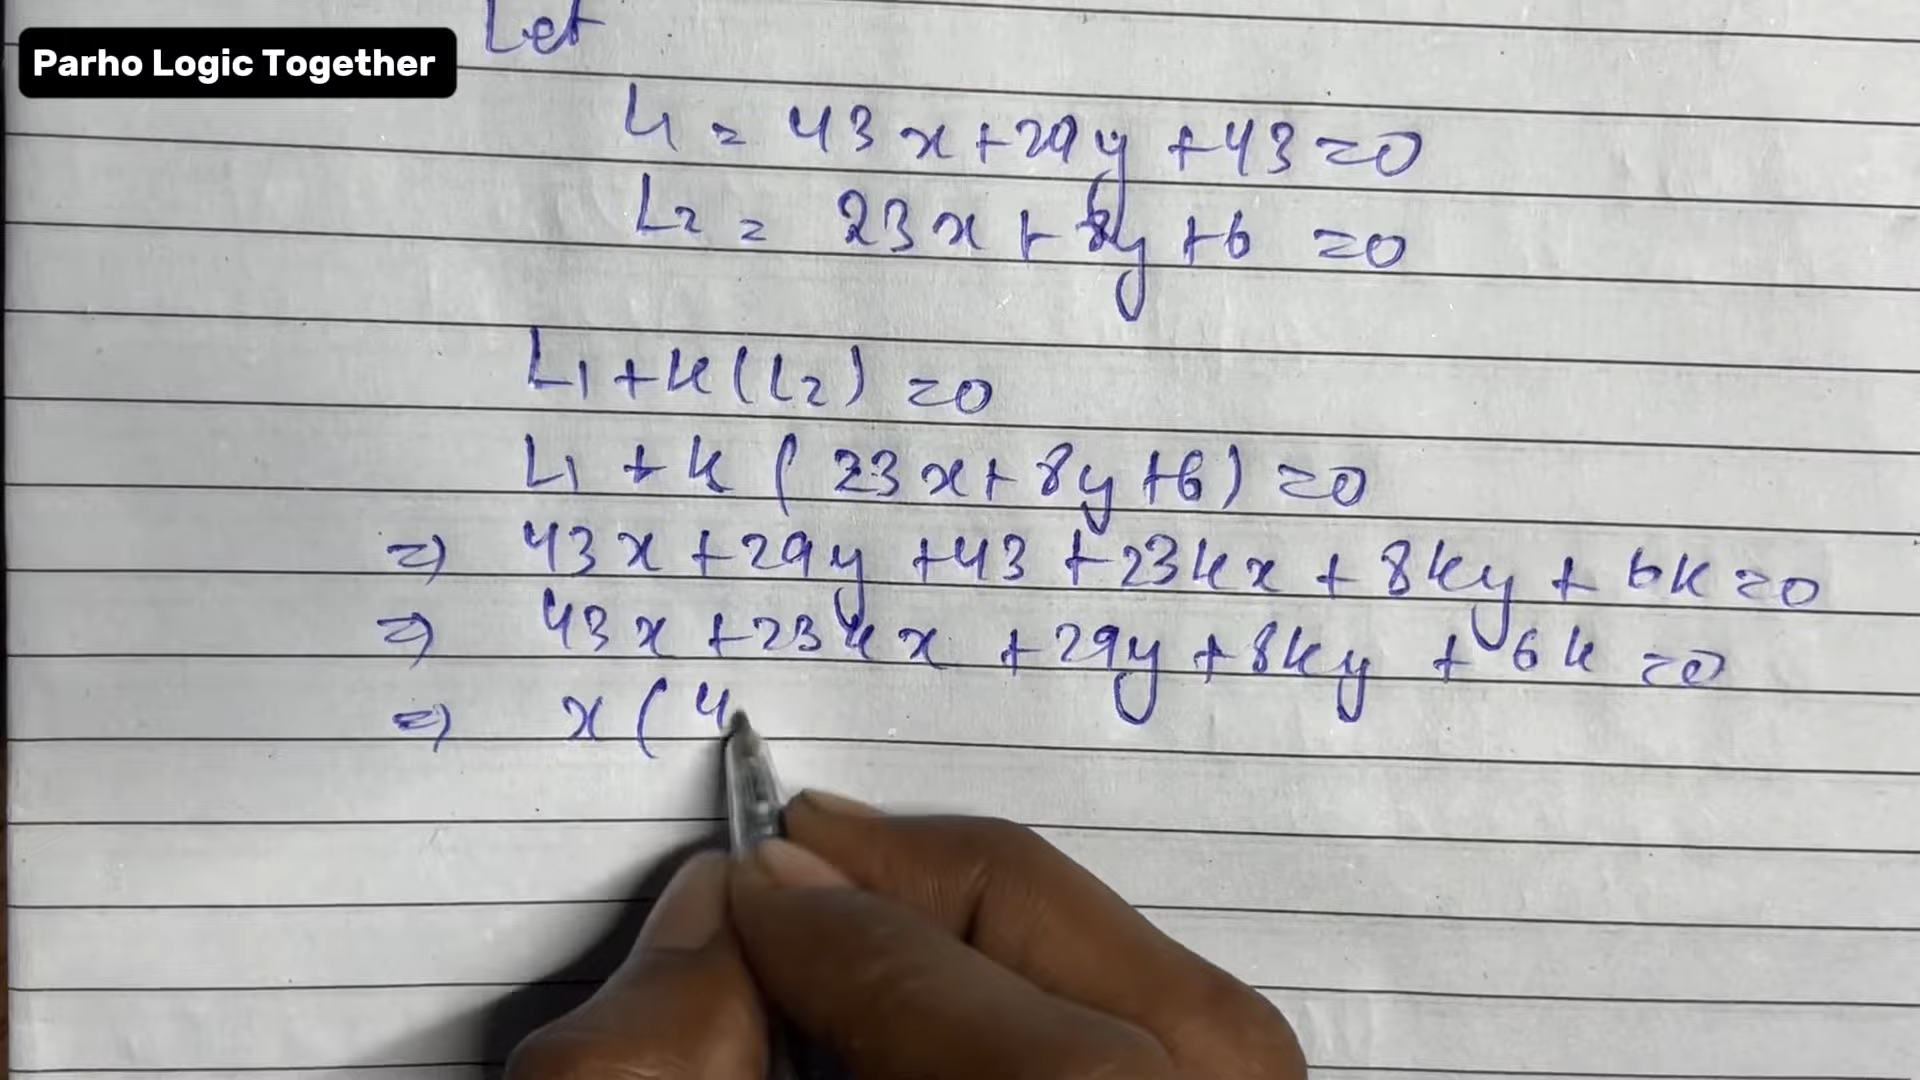 Let
Parho Logic Together
L1 = 43x+29y+43=0
L2 = 23x+8y+6=0
L1+k(L2)=0
L1+k(23x+8y+6)=0
⇒ 43x+29y+43+23kx+8ky+6k=0
⇒ 43x+23kx+29y+8ky+6k=0
⇒ x(4